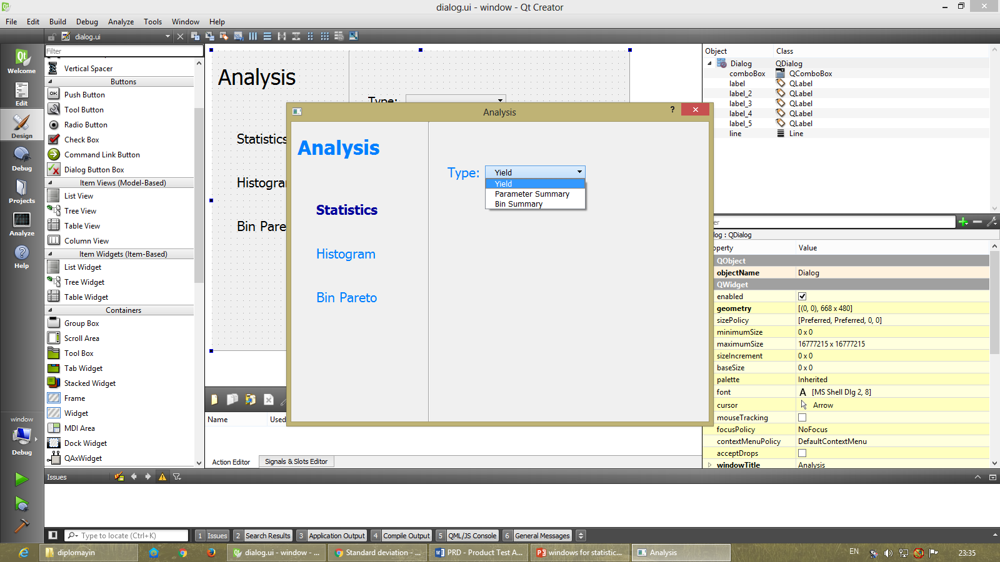 dialog.ui - window - Qt Creator
File Edit Build Debug Analyze Tools Window Help
dialog.ui
Welcome
Edit
Design
Debug
Projects
Analyze
Help
window
Debug
Filter
Vertical Spacer
Buttons
OK Push Button
Tool Button
Radio Button
Check Box
Command Link Button
Dialog Button Box
Item Views (Model-Based)
List View
Tree View
Table View
Column View
Item Widgets (Item-Based)
List Widget
Tree Widget
Table Widget
Containers
Group Box
Scroll Area
Tool Box
Tab Widget
Stacked Widget
Frame
Widget
MDI Area
Dock Widget
QAxWidget
Analysis
Type:
Statistics
Histogra
Bin Pare
Name Used
Action Editor Signals & Slots Editor
Analysis
Analysis
Statistics
Histogram
Bin Pareto
Type: Yield
Yield
Parameter Summary
Bin Summary
Object Class
Dialog QDialog
comboBox QComboBox
label QLabel
label_2 QLabel
label_3 QLabel
label_4 QLabel
label_5 QLabel
line Line
er
log : QDialog
operty Value
QObject
objectName Dialog
QWidget
enabled
geometry [(0, 0), 668 x 480]
sizePolicy [Preferred, Preferred, 0, 0]
minimumSize 0 x 0
maximumSize 16777215 x 16777215
sizeIncrement 0 x 0
baseSize 0 x 0
palette Inherited
font A [MS Shell Dlg 2, 8]
cursor Arrow
mouseTracking
focusPolicy NoFocus
contextMenuPolicy DefaultContextMenu
acceptDrops
windowTitle Analysis
Issues
Type to locate (Ctrl+K) 1 Issues 2 Search Results 3 Application Output 4 Compile Output 5 QML/JS Console 6 General Messages
diplomayin dialog.ui - window - ... Standard deviation - ... PRD - Product Test A... windows for statistic... Analysis EN 23:35